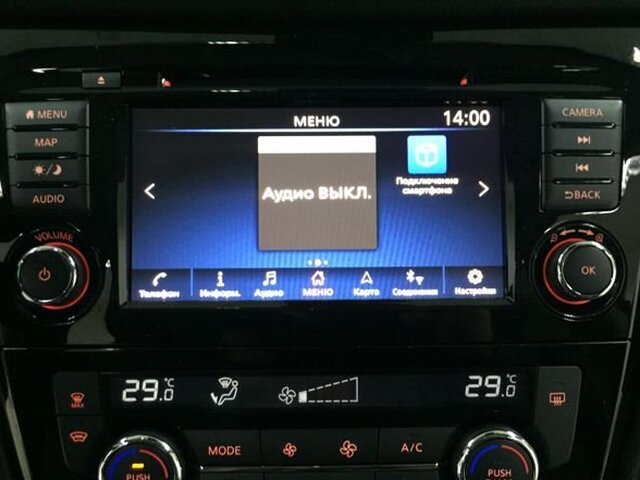 MENU
MAP
AUDIO
VOLUME
МЕНЮ
14:00
Аудио ВЫКЛ.
Подключение
смартфона
Телефон
Информ.
Аудио
МЕНЮ
Карта
Соединения
Настройки
CAMERA
BACK
OK
29.0 °C
29.0 °C
MAX
MODE
A/C
PUSH
PUSH